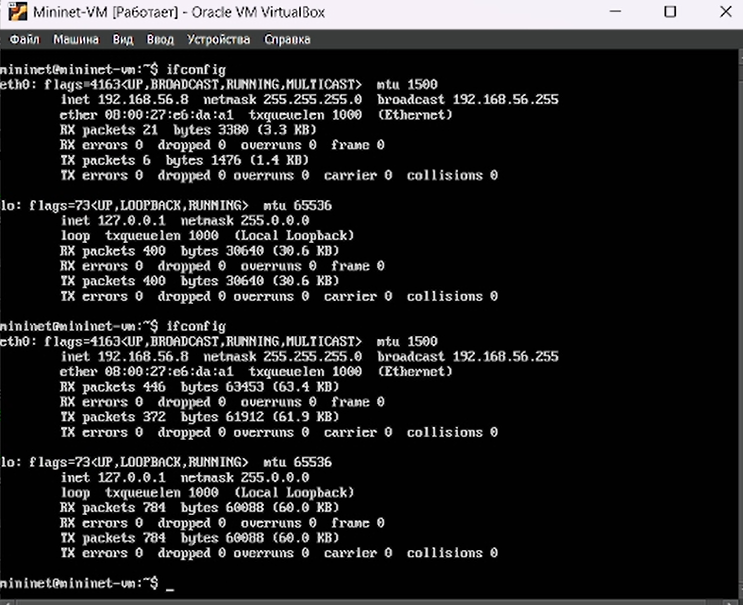 Mininet-VM [Работает] - Oracle VM VirtualBox
Файл Машина Вид Ввод Устройства Справка
mininet@mininet-vm:~$ ifconfig
eth0: flags=4163<UP,BROADCAST,RUNNING,MULTICAST> mtu 1500
inet 192.168.56.8 netmask 255.255.255.0 broadcast 192.168.56.255
ether 08:00:27:e6:da:a1 txqueuelen 1000 (Ethernet)
RX packets 21 bytes 3380 (3.3 KB)
RX errors 0 dropped 0 overruns 0 frame 0
TX packets 6 bytes 1476 (1.4 KB)
TX errors 0 dropped 0 overruns 0 carrier 0 collisions 0
lo: flags=73<UP,LOOPBACK,RUNNING> mtu 65536
inet 127.0.0.1 netmask 255.0.0.0
loop txqueuelen 1000 (Local Loopback)
RX packets 400 bytes 30640 (30.6 KB)
RX errors 0 dropped 0 overruns 0 frame 0
TX packets 400 bytes 30640 (30.6 KB)
TX errors 0 dropped 0 overruns 0 carrier 0 collisions 0
mininet@mininet-vm:~$ ifconfig
eth0: flags=4163<UP,BROADCAST,RUNNING,MULTICAST> mtu 1500
inet 192.168.56.8 netmask 255.255.255.0 broadcast 192.168.56.255
ether 08:00:27:e6:da:a1 txqueuelen 1000 (Ethernet)
RX packets 446 bytes 63453 (63.4 KB)
RX errors 0 dropped 0 overruns 0 frame 0
TX packets 372 bytes 61912 (61.9 KB)
TX errors 0 dropped 0 overruns 0 carrier 0 collisions 0
lo: flags=73<UP,LOOPBACK,RUNNING> mtu 65536
inet 127.0.0.1 netmask 255.0.0.0
loop txqueuelen 1000 (Local Loopback)
RX packets 784 bytes 60088 (60.0 KB)
RX errors 0 dropped 0 overruns 0 frame 0
TX packets 784 bytes 60088 (60.0 KB)
TX errors 0 dropped 0 overruns 0 carrier 0 collisions 0
mininet@mininet-vm:~$ _